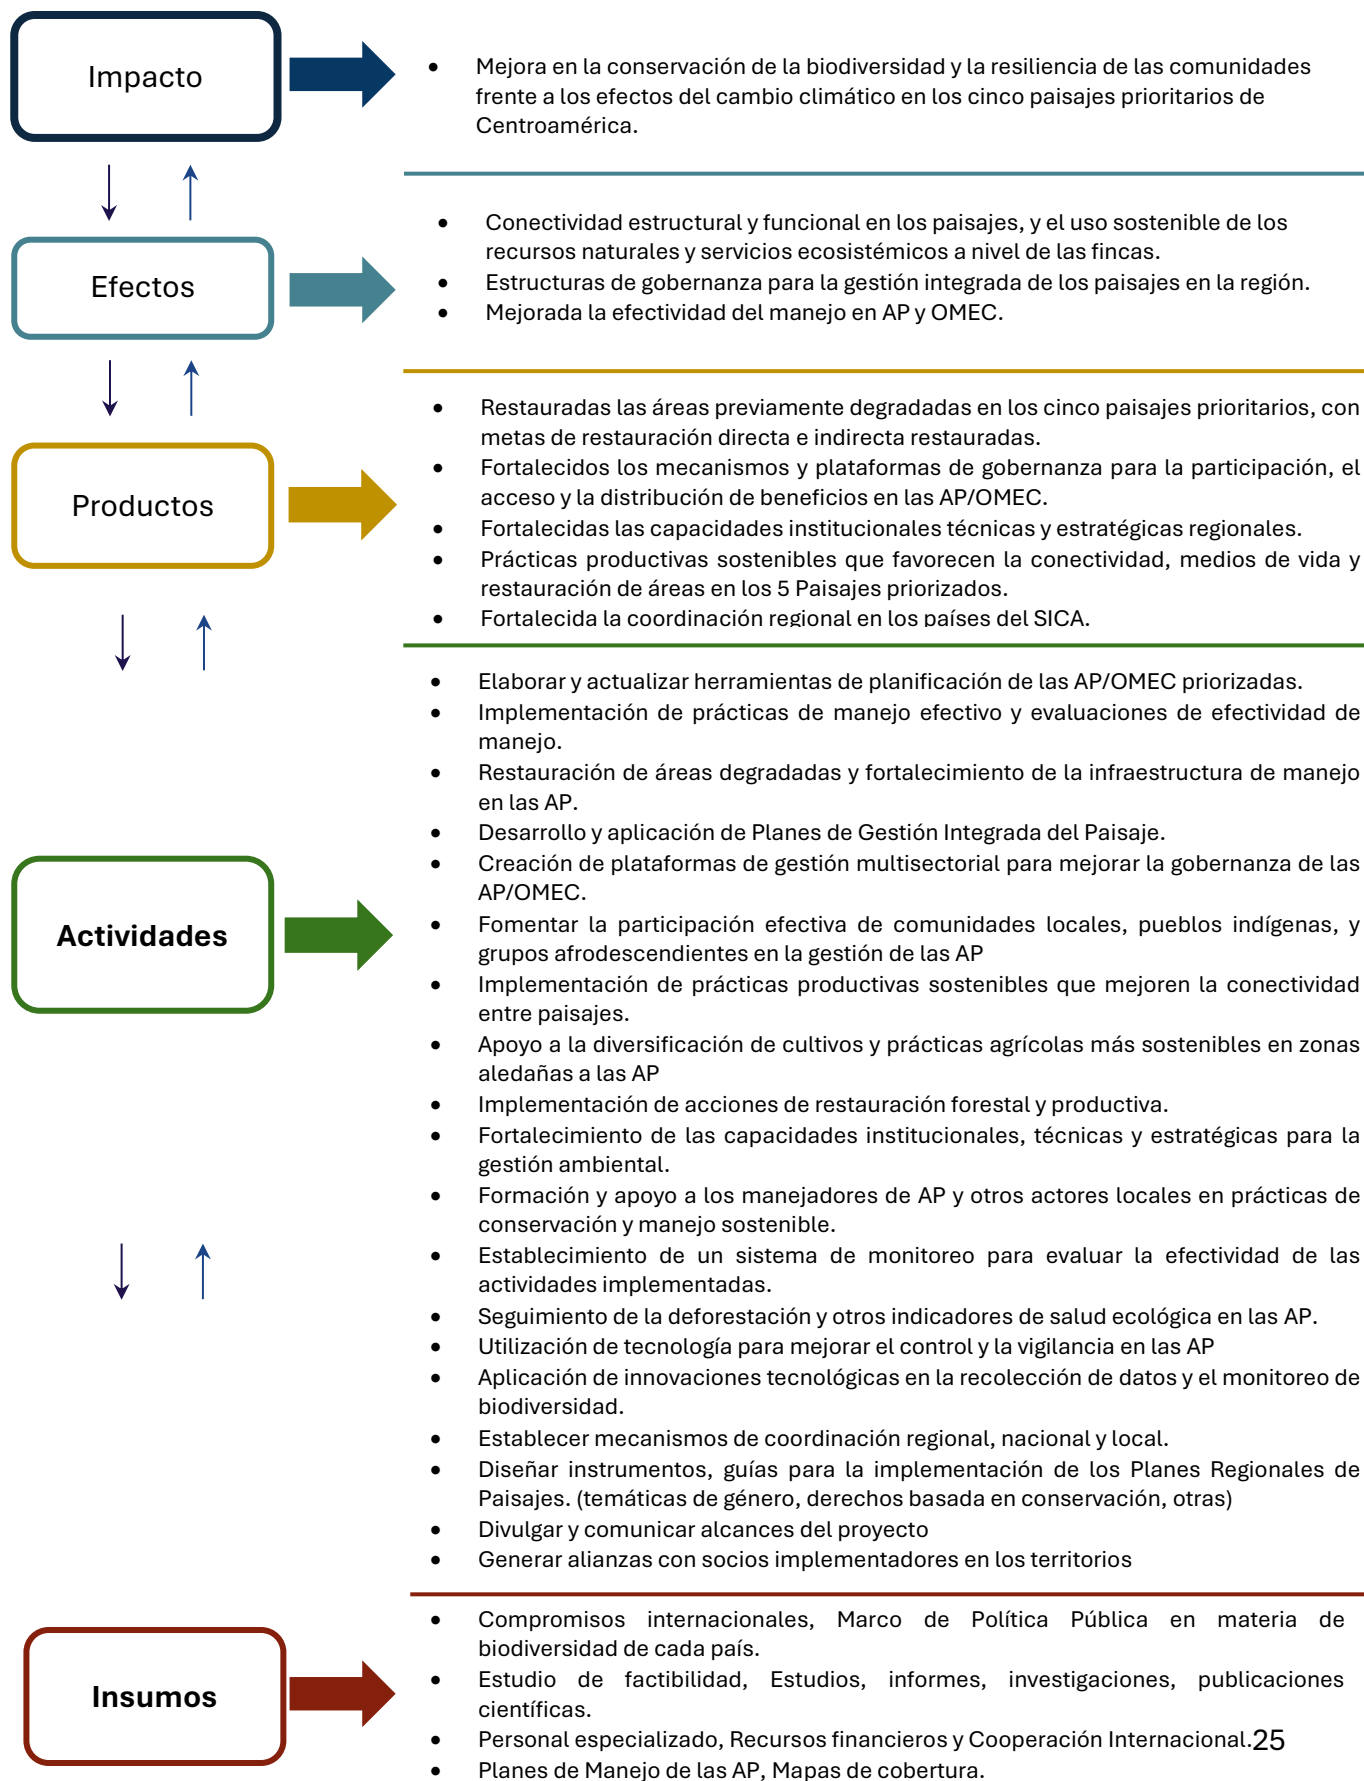 Impacto
• Mejora en la conservación de la biodiversidad y la resiliencia de las comunidades
frente a los efectos del cambio climático en los cinco paisajes prioritarios de
Centroamérica.
Efectos
• Conectividad estructural y funcional en los paisajes, y el uso sostenible de los
recursos naturales y servicios ecosistémicos a nivel de las fincas.
• Estructuras de gobernanza para la gestión integrada de los paisajes en la región.
• Mejorada la efectividad del manejo en AP y OMEC.
Productos
• Restauradas las áreas previamente degradadas en los cinco paisajes prioritarios, con
metas de restauración directa e indirecta restauradas.
• Fortalecidos los mecanismos y plataformas de gobernanza para la participación, el
acceso y la distribución de beneficios en las AP/OMEC.
• Fortalecidas las capacidades institucionales técnicas y estratégicas regionales.
• Prácticas productivas sostenibles que favorecen la conectividad, medios de vida y
restauración de áreas en los 5 Paisajes priorizados.
• Fortalecida la coordinación regional en los países del SICA.
Actividades
• Elaborar y actualizar herramientas de planificación de las AP/OMEC priorizadas.
• Implementación de prácticas de manejo efectivo y evaluaciones de efectividad de
manejo.
• Restauración de áreas degradadas y fortalecimiento de la infraestructura de manejo
en las AP.
• Desarrollo y aplicación de Planes de Gestión Integrada del Paisaje.
• Creación de plataformas de gestión multisectorial para mejorar la gobernanza de las
AP/OMEC.
• Fomentar la participación efectiva de comunidades locales, pueblos indígenas, y
grupos afrodescendientes en la gestión de las AP
• Implementación de prácticas productivas sostenibles que mejoren la conectividad
entre paisajes.
• Apoyo a la diversificación de cultivos y prácticas agrícolas más sostenibles en zonas
aledañas a las AP
• Implementación de acciones de restauración forestal y productiva.
• Fortalecimiento de las capacidades institucionales, técnicas y estratégicas para la
gestión ambiental.
• Formación y apoyo a los manejadores de AP y otros actores locales en prácticas de
conservación y manejo sostenible.
• Establecimiento de un sistema de monitoreo para evaluar la efectividad de las
actividades implementadas.
• Seguimiento de la deforestación y otros indicadores de salud ecológica en las AP.
• Utilización de tecnología para mejorar el control y la vigilancia en las AP
• Aplicación de innovaciones tecnológicas en la recolección de datos y el monitoreo de
biodiversidad.
• Establecer mecanismos de coordinación regional, nacional y local.
• Diseñar instrumentos, guías para la implementación de los Planes Regionales de
Paisajes. (temáticas de género, derechos basada en conservación, otras)
• Divulgar y comunicar alcances del proyecto
• Generar alianzas con socios implementadores en los territorios
Insumos
• Compromisos internacionales, Marco de Política Pública en materia de
biodiversidad de cada país.
• Estudio de factibilidad, Estudios, informes, investigaciones, publicaciones
científicas.
• Personal especializado, Recursos financieros y Cooperación Internacional.
25
• Planes de Manejo de las AP, Mapas de cobertura.